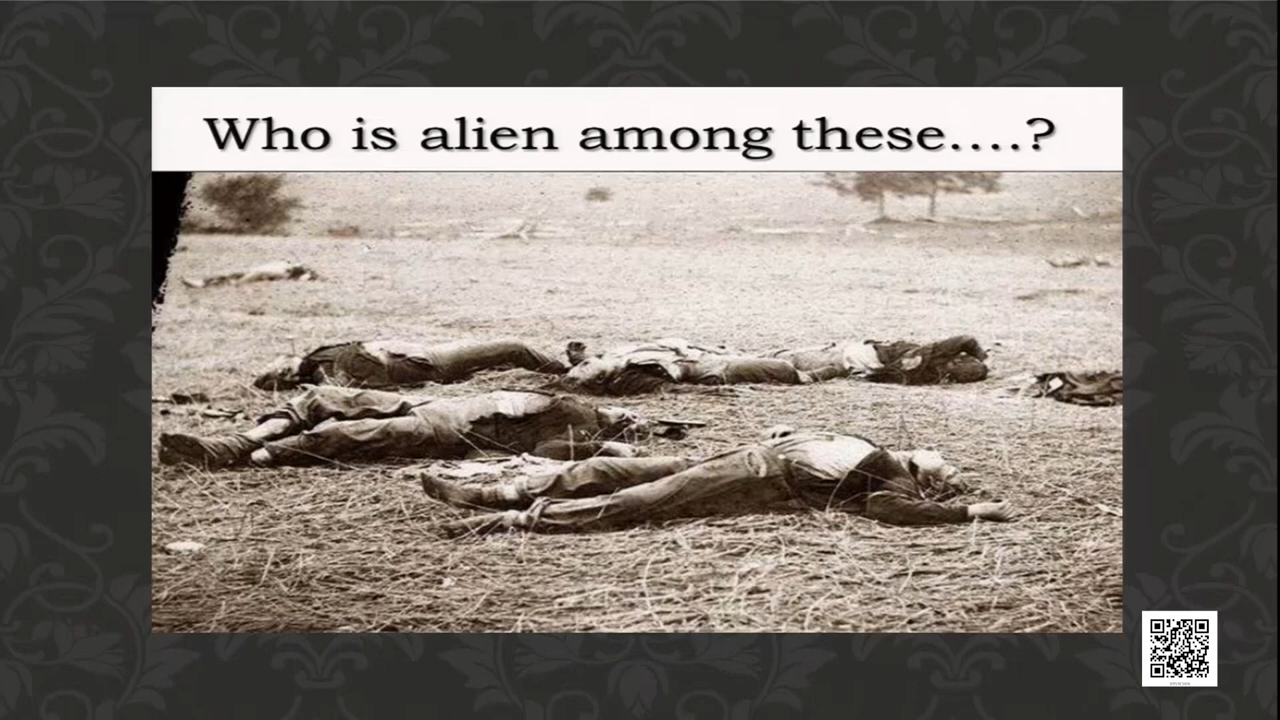 Who is alien among these....?